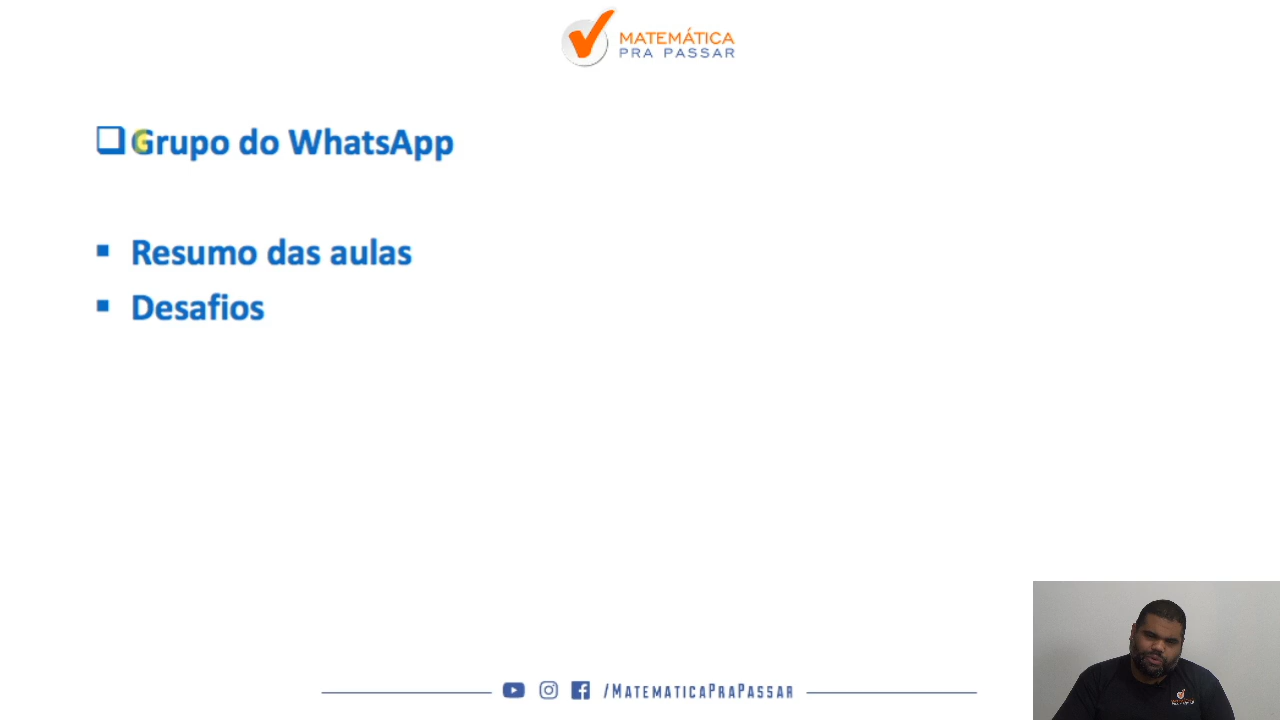 MATEMÁTICA
PRA PASSAR
Grupo do WhatsApp
Resumo das aulas
Desafios
/MATEMATICAPRAPASSAR